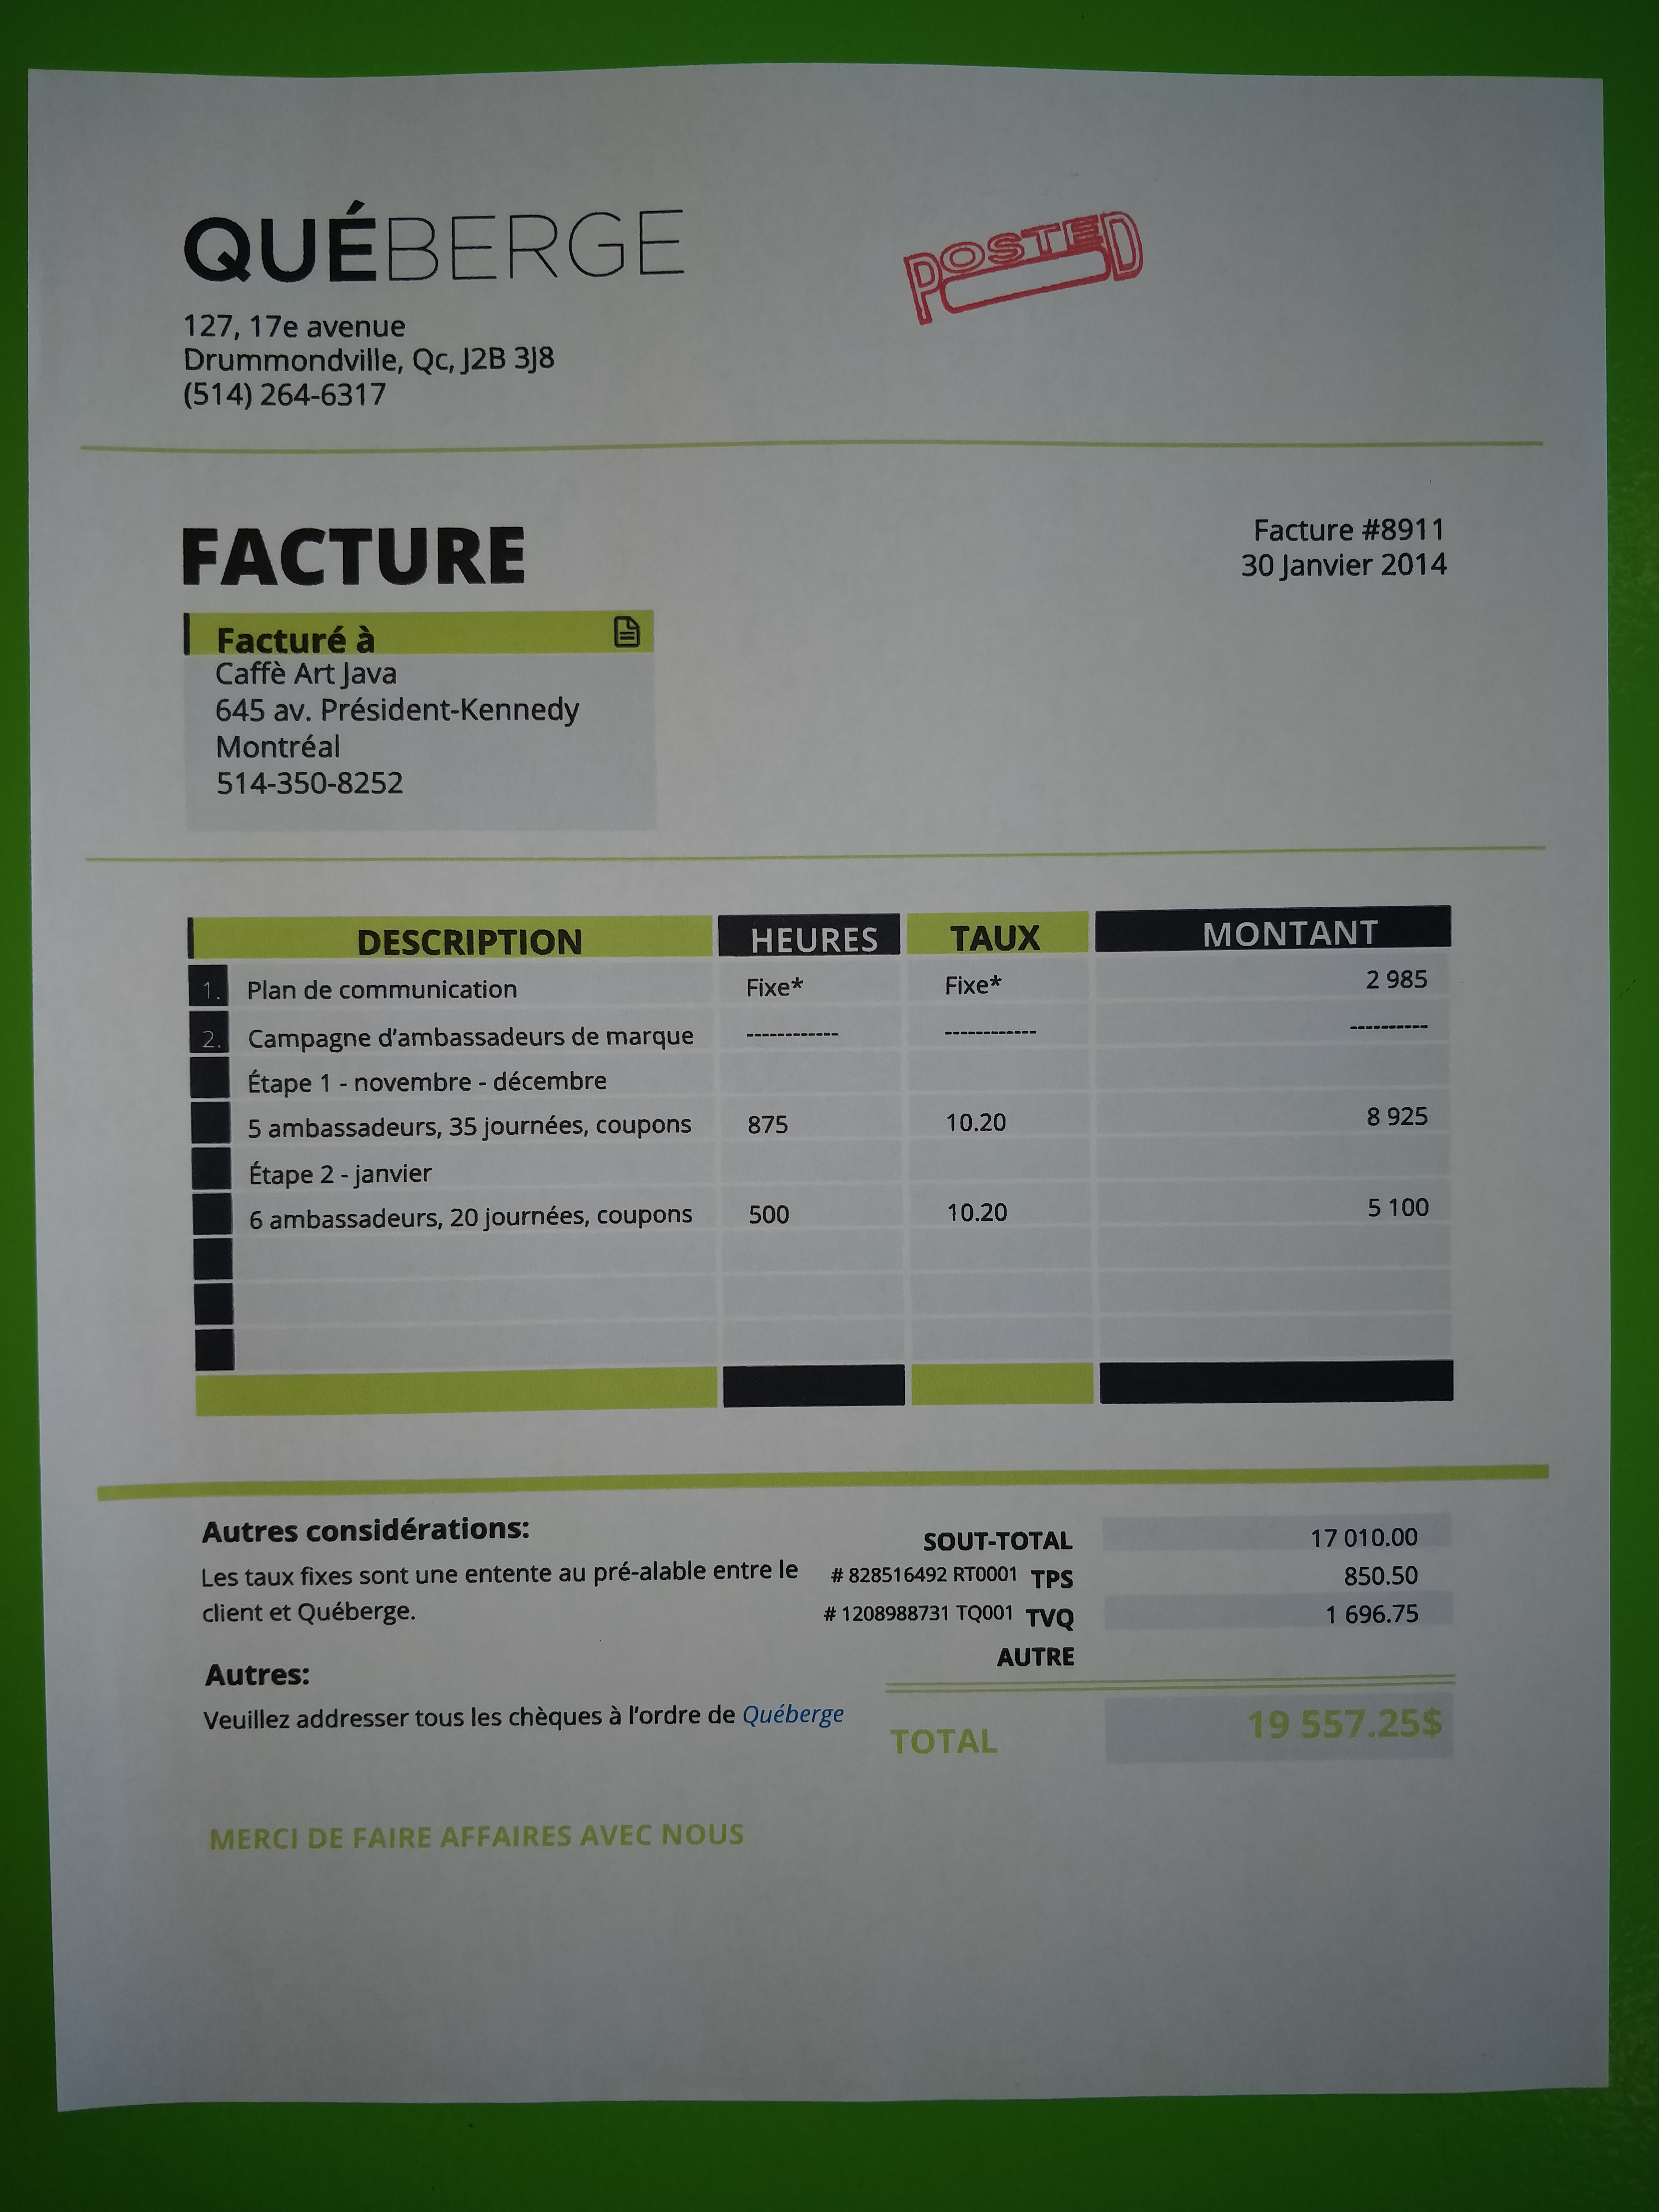 QUÉBERGE
POSTED
127, 17e avenue
Drummondville, Qc, J2B 3J8
(514) 264-6317
FACTURE
Facture #8911
30 Janvier 2014
Facturé à
Caffè Art Java
645 av. Président-Kennedy
Montréal
514-350-8252
DESCRIPTION HEURES TAUX MONTANT
1. Plan de communication Fixe* Fixe* 2 985
2. Campagne d'ambassadeurs de marque ------------ ------------ ----------
Étape 1 - novembre - décembre
5 ambassadeurs, 35 journées, coupons 875 10.20 8 925
Étape 2 - janvier
6 ambassadeurs, 20 journées, coupons 500 10.20 5 100
Autres considérations:
Les taux fixes sont une entente au pré-alable entre le
client et Québerge.
Autres:
Veuillez addresser tous les chèques à l'ordre de Québerge
SOUT-TOTAL 17 010.00
# 828516492 RT0001 TPS 850.50
# 1208988731 TQ001 TVQ 1 696.75
AUTRE
TOTAL 19 557.25$
MERCI DE FAIRE AFFAIRES AVEC NOUS